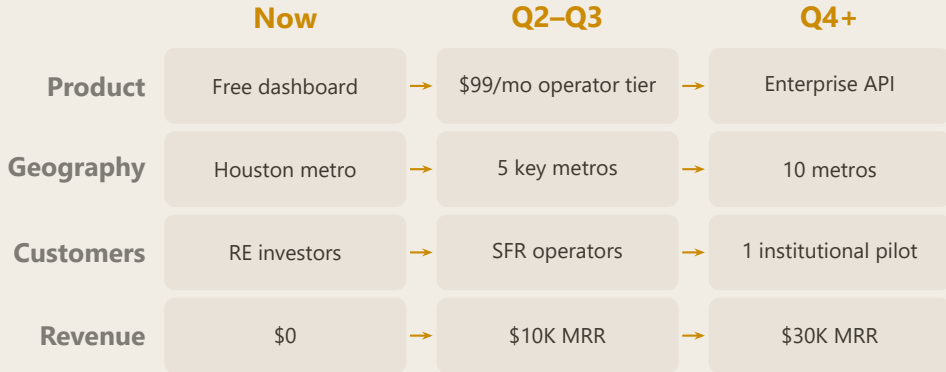 Now Q2–Q3 Q4+
Product Free dashboard $99/mo operator tier Enterprise API
Geography Houston metro 5 key metros 10 metros
Customers RE investors SFR operators 1 institutional pilot
Revenue $0 $10K MRR $30K MRR